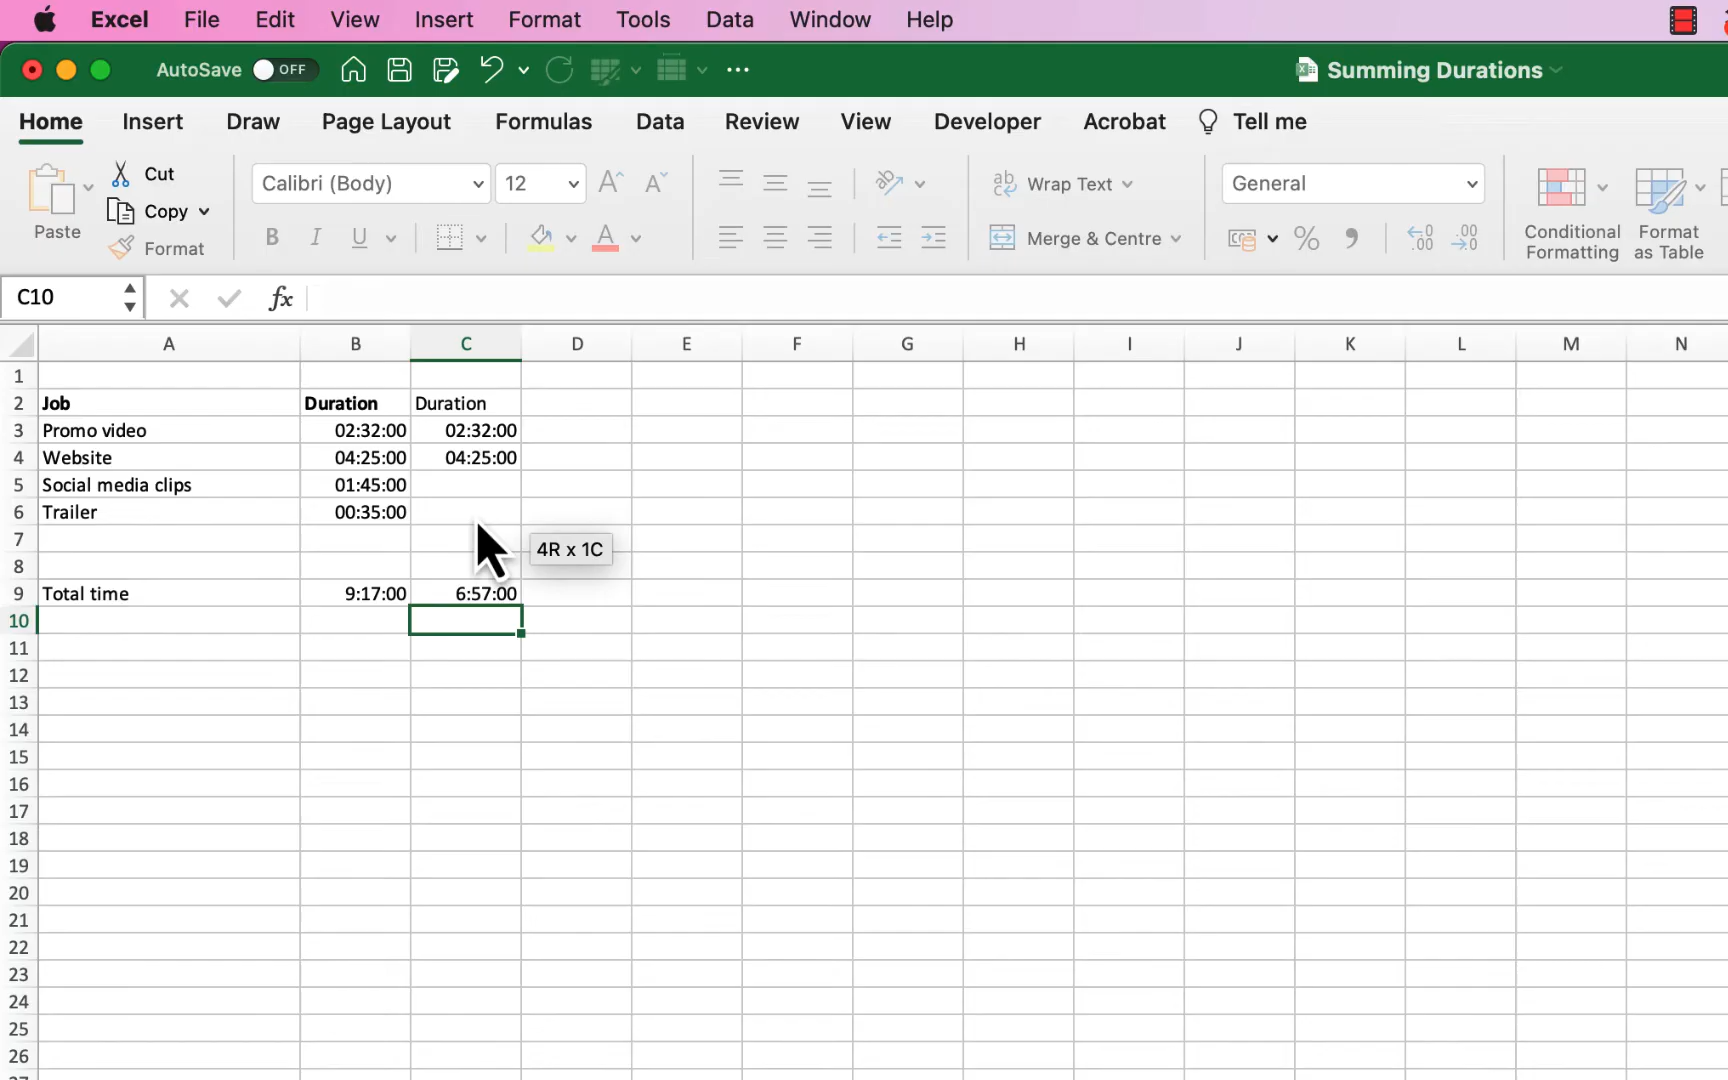 Excel File Edit View Insert Format Tools Data Window Help
AutoSave OFF Summing Durations
Home Insert Draw Page Layout Formulas Data Review View Developer Acrobat Tell me
Paste Cut Copy Format
Calibri (Body) 12 A^ A˅
B I U A
ab Wrap Text
Merge & Centre
General
% , .00 .00
Conditional Formatting
Format as Table
C10 fx
A B C D E F G H I J K L M N
1
2 Job Duration Duration
3 Promo video 02:32:00 02:32:00
4 Website 04:25:00 04:25:00
5 Social media clips 01:45:00
6 Trailer 00:35:00
7 4R x 1C
8
9 Total time 9:17:00 6:57:00
10
11
12
13
14
15
16
17
18
19
20
21
22
23
24
25
26